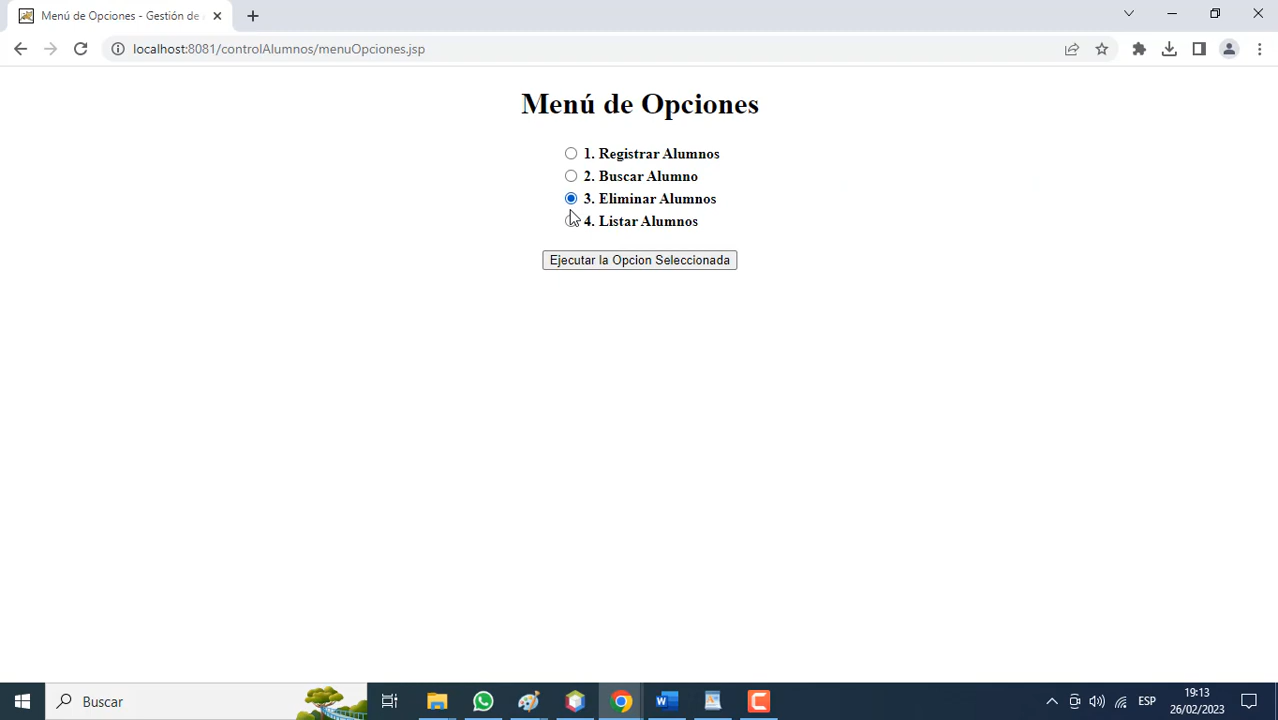 Menú de Opciones - Gestión de
localhost:8081/controlAlumnos/menuOpciones.jsp
Menú de Opciones
1. Registrar Alumnos
2. Buscar Alumno
3. Eliminar Alumnos
4. Listar Alumnos
Ejecutar la Opcion Seleccionada
Buscar
ESP
19:13
26/02/2023